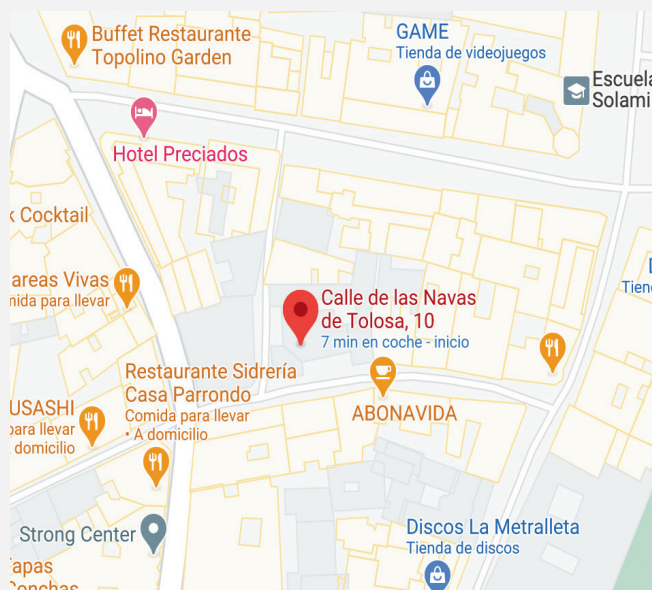 Buffet Restaurante
Topolino Garden
GAME
Tienda de videojuegos
Escuela
Solami
Hotel Preciados
k Cocktail
areas Vivas
mida para llevar
Calle de las Navas
de Tolosa, 10
7 min en coche - inicio
D
Tien
Restaurante Sidrería
Casa Parrondo
Comida para llevar
• A domicilio
USASHI
para llevar
domicilio
ABONAVIDA
Strong Center
Discos La Metralleta
Tienda de discos
Tapas
Conchas